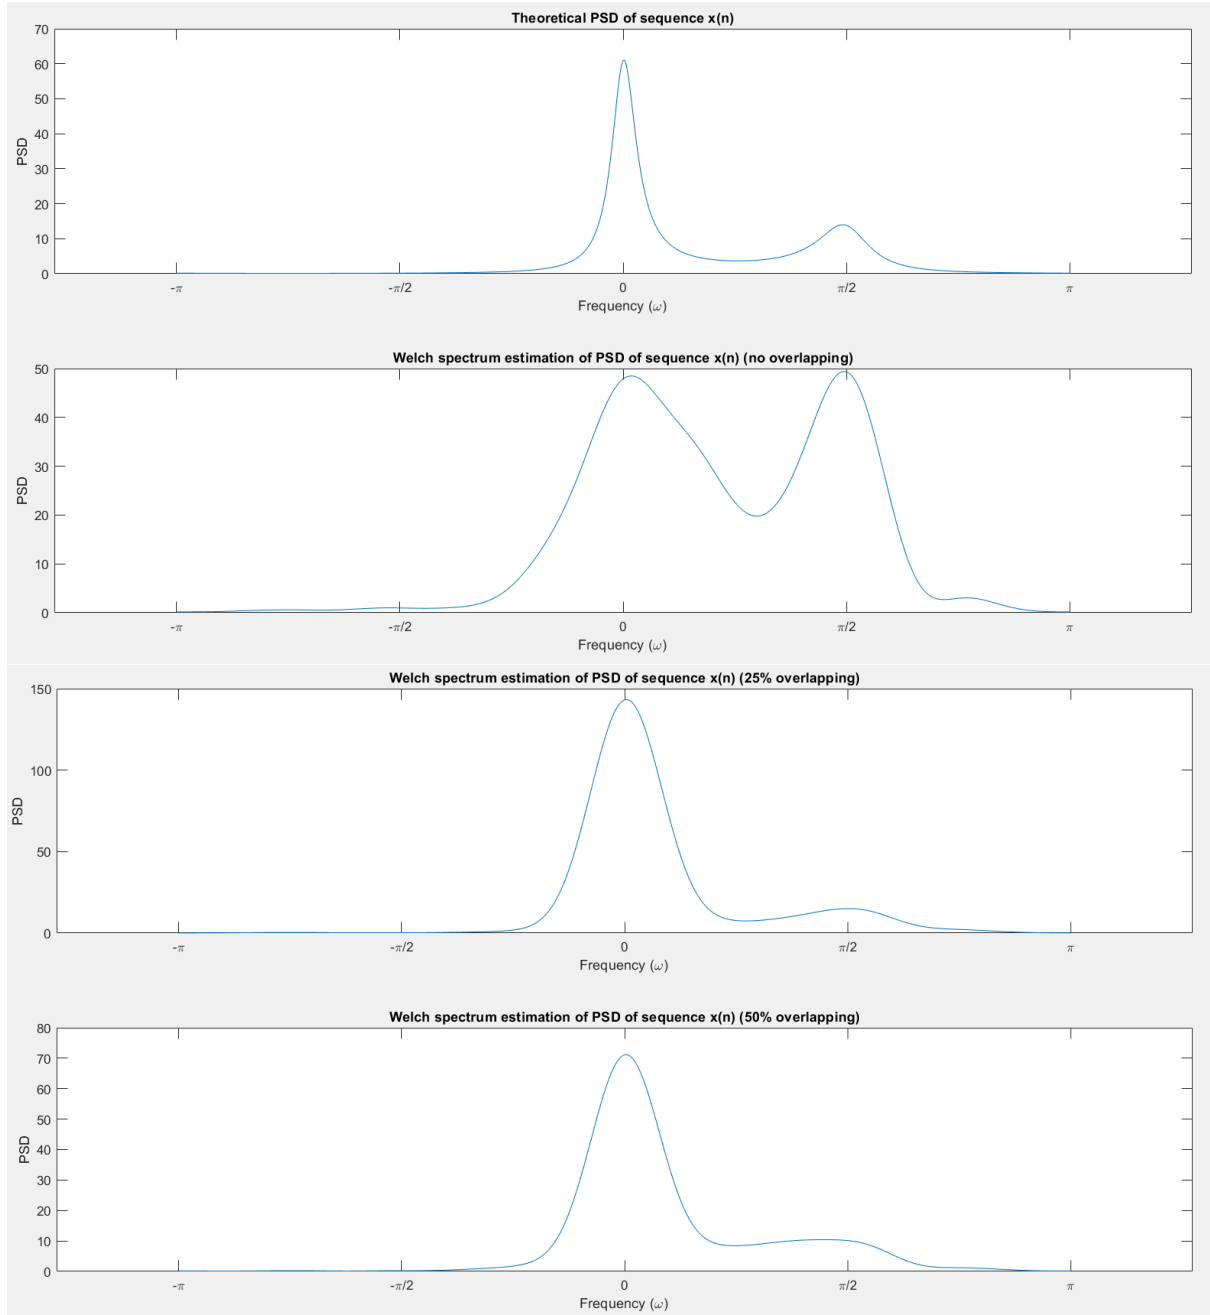 Theoretical PSD of sequence x(n)
70
60
50
40
30
20
10
0
PSD
-π
-π/2
0
π/2
π
Frequency (ω)
Welch spectrum estimation of PSD of sequence x(n) (no overlapping)
50
40
30
20
10
0
PSD
-π
-π/2
0
π/2
π
Frequency (ω)
Welch spectrum estimation of PSD of sequence x(n) (25% overlapping)
150
100
50
0
PSD
-π
-π/2
0
π/2
π
Frequency (ω)
Welch spectrum estimation of PSD of sequence x(n) (50% overlapping)
80
70
60
50
40
30
20
10
0
PSD
-π
-π/2
0
π/2
π
Frequency (ω)